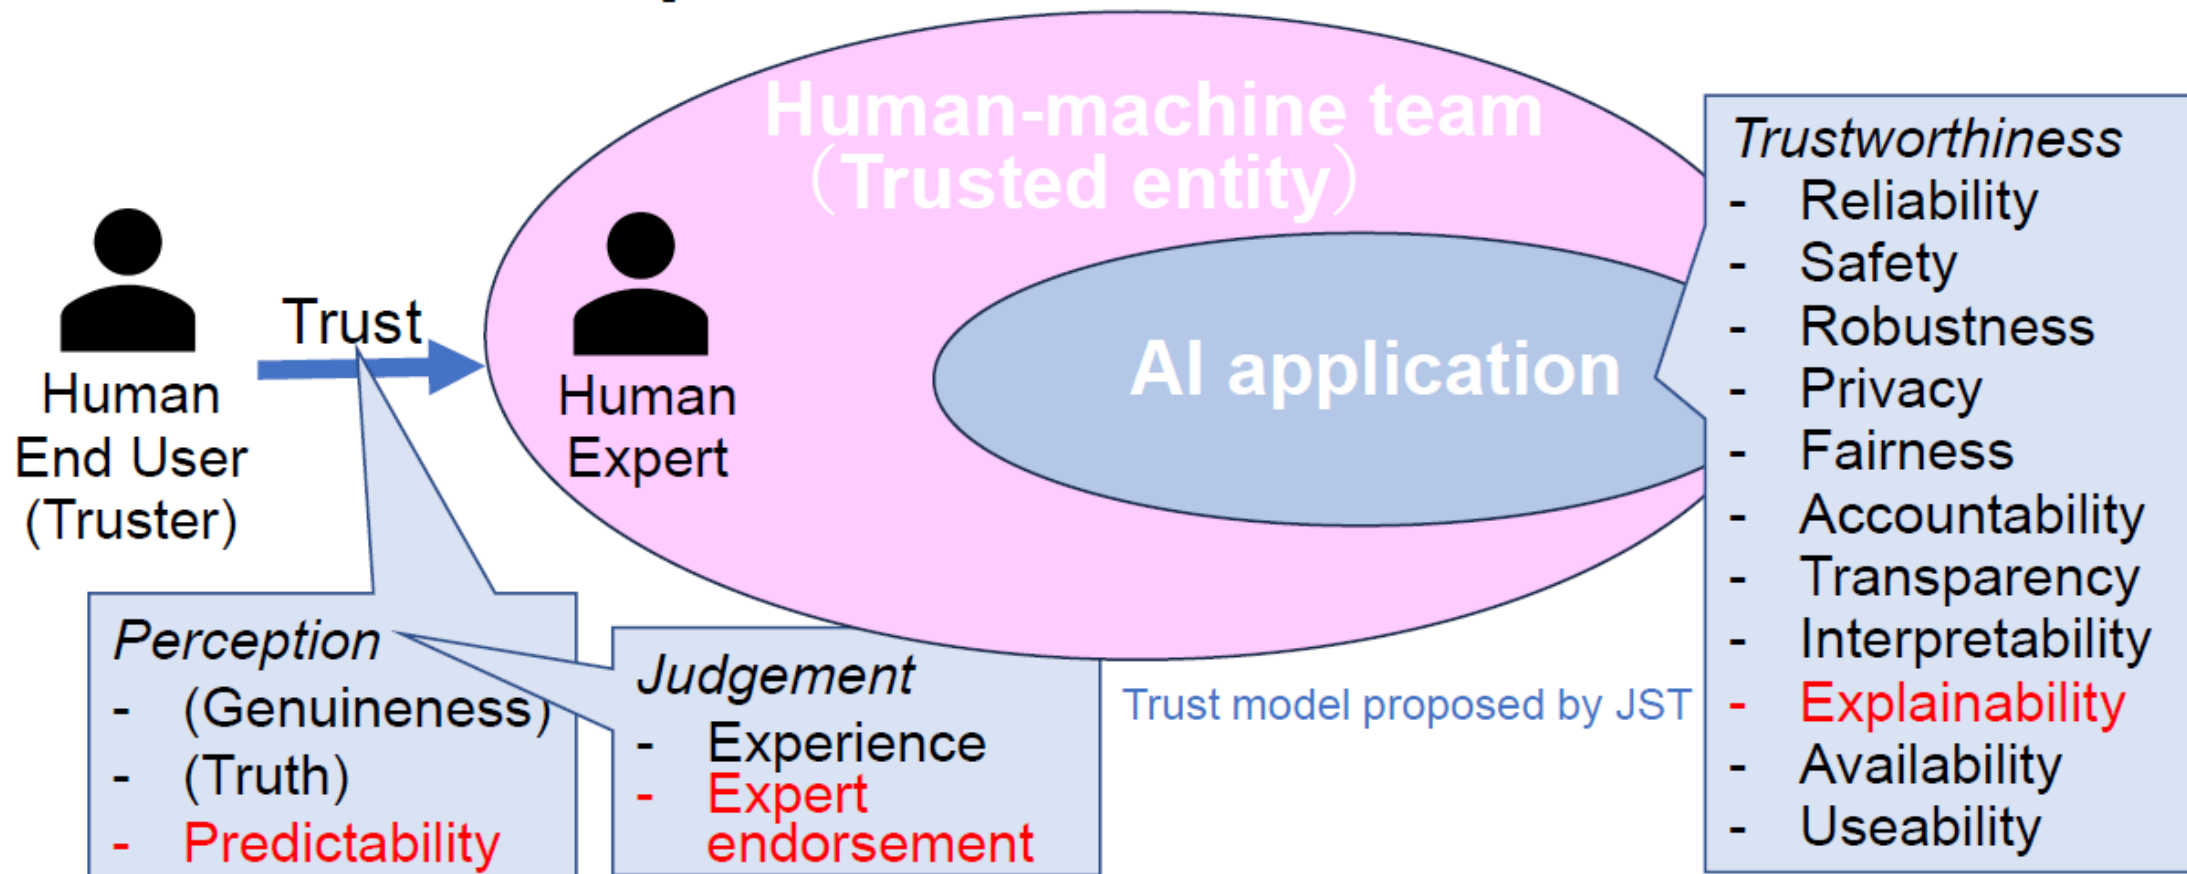 Human-machine team
（Trusted entity）
AI application
Trust
Human
End User
(Truster)
Human
Expert
Perception
- (Genuineness)
- (Truth)
- Predictability
Judgement
- Experience
- Expert
endorsement
Trust model proposed by JST
Trustworthiness
- Reliability
- Safety
- Robustness
- Privacy
- Fairness
- Accountability
- Transparency
- Interpretability
- Explainability
- Availability
- Useability